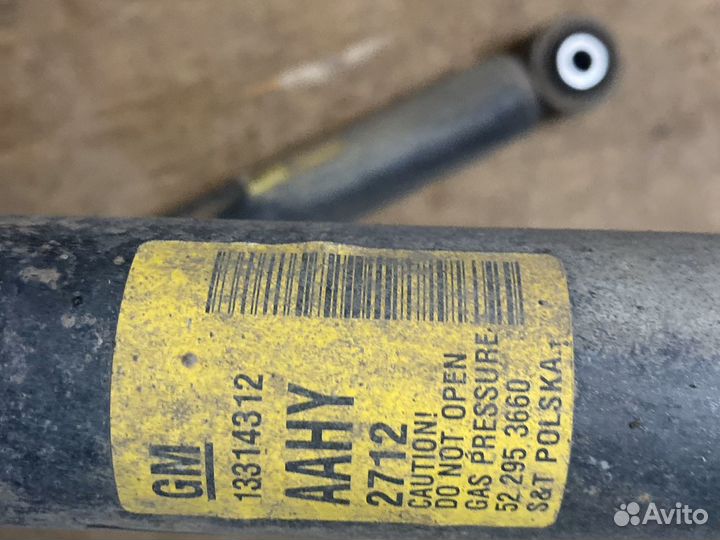 GM
13314312
AAHY
2712
CAUTION!
DO NOT OPEN
GAS PRESSURE
52.295 3660
S&T POLSKA
Avito